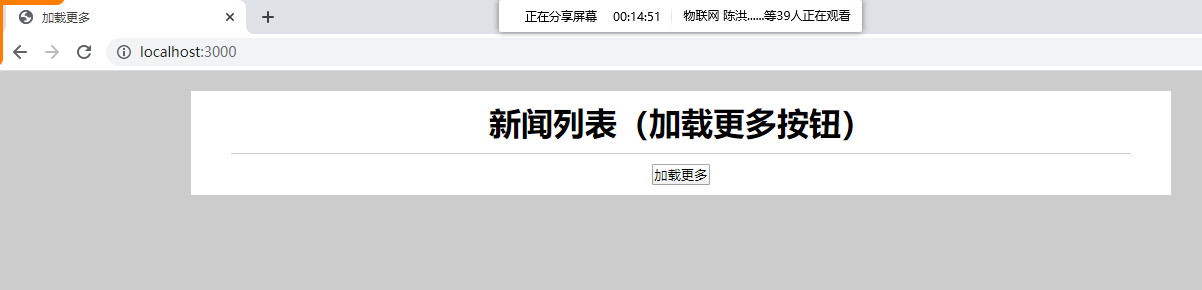 加载更多
正在分享屏幕 00:14:51 物联网 陈洪......等39人正在观看
localhost:3000
新闻列表（加载更多按钮）
加载更多